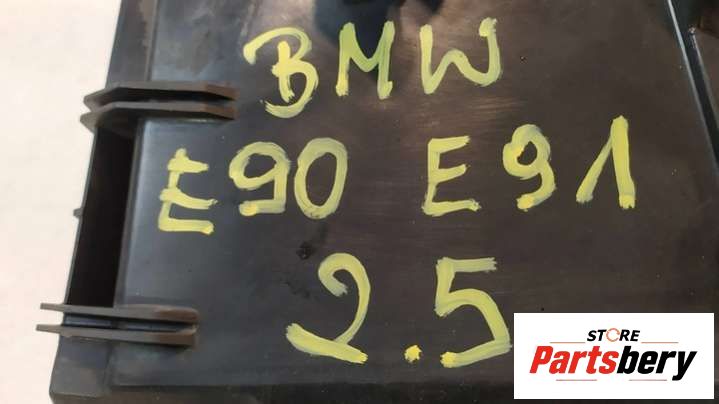 BMW
E90 E91
2.5
STORE
Partsbery